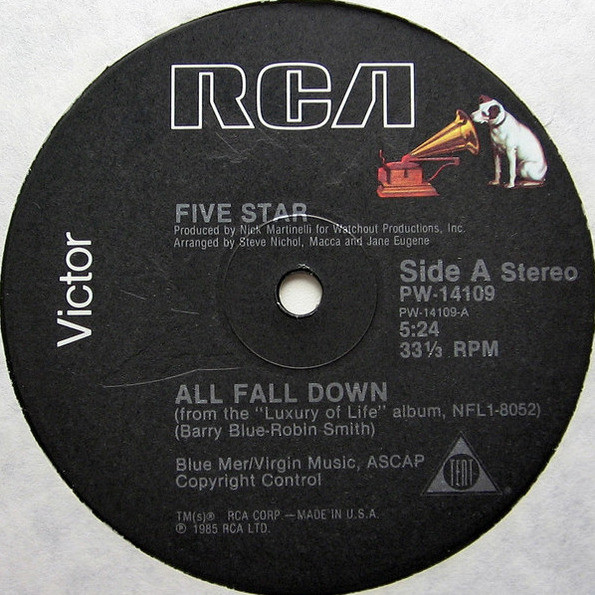 RCA
Victor
FIVE STAR
Produced by Nick Martinelli for Watchout Productions, Inc.
Arranged by Steve Nichol, Macca and Jane Eugene
Side A Stereo
PW-14109
PW-14109-A
5:24
33⅓ RPM
ALL FALL DOWN
(from the "Luxury of Life" album, NFL1-8052)
(Barry Blue-Robin Smith)
Blue Mer/Virgin Music, ASCAP
Copyright Control
TENT
TM(s)® RCA CORP.—MADE IN U.S.A.
℗ 1985 RCA LTD.